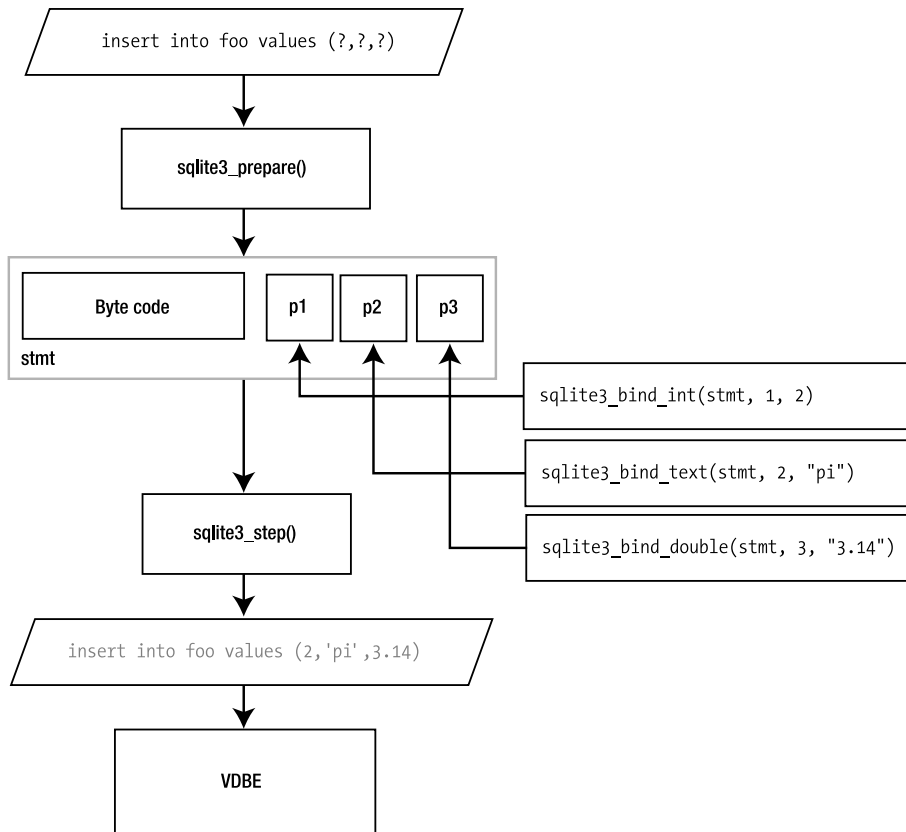 insert into foo values (?,?,?)
sqlite3_prepare()
Byte code
p1
p2
p3
stmt
sqlite3_bind_int(stmt, 1, 2)
sqlite3_bind_text(stmt, 2, "pi")
sqlite3_bind_double(stmt, 3, "3.14")
sqlite3_step()
insert into foo values (2,'pi',3.14)
VDBE